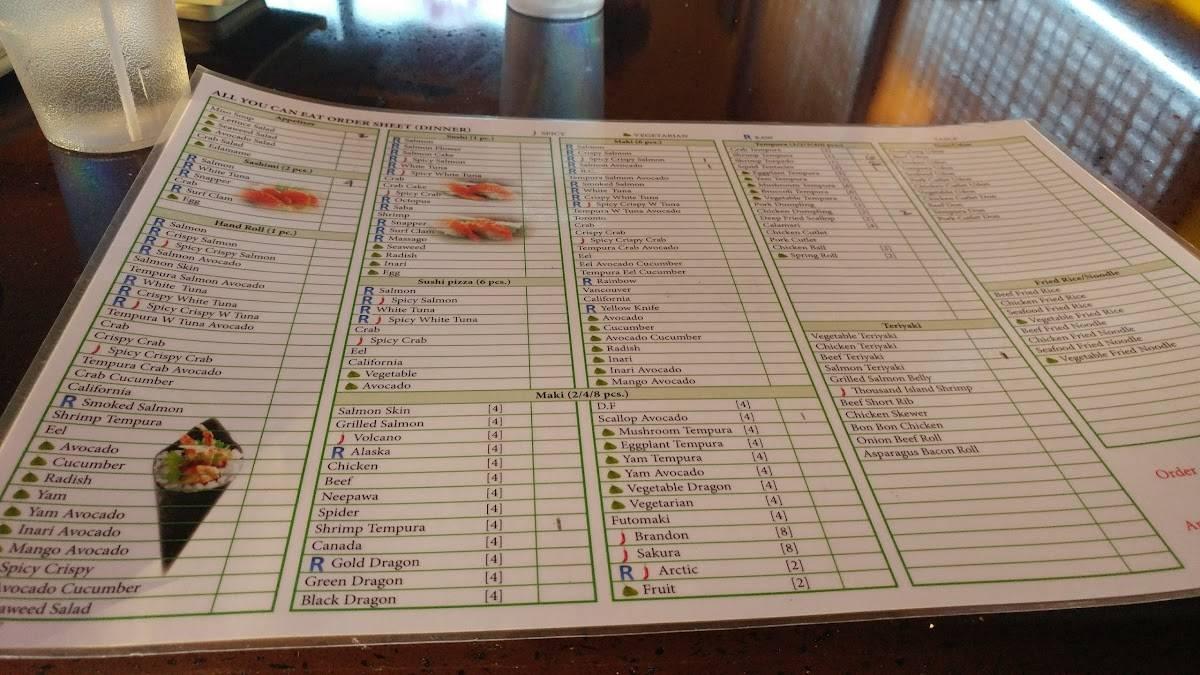 ALL YOU CAN EAT ORDER SHEET (DINNER)
SPICY
VEGETARIAN
R RAW
Appetizer
Miso Soup
Lettuce Salad
Seaweed Salad
Avocado Salad
Crab Salad
Edamame
Sashimi (2 pcs.)
R Salmon
R White Tuna
R Snapper
Crab
R Surf Clam
Egg
Hand Roll (1 pc.)
R Salmon
R Crispy Salmon
R Spicy Crispy Salmon
R Salmon Avocado
Salmon Skin
Tempura Salmon Avocado
R White Tuna
R Crispy White Tuna
R Spicy Crispy W Tuna
Tempura W Tuna Avocado
Crab
Crispy Crab
Spicy Crispy Crab
Tempura Crab Avocado
Crab Cucumber
California
R Smoked Salmon
Shrimp Tempura
Eel
Avocado
Cucumber
Radish
Yam
Yam Avocado
Inari Avocado
Mango Avocado
Spicy Crispy
Avocado Cucumber
Salad
Sushi (1 pc.)
R Salmon
R Salmon Flower
R Salmon Cake
R Spicy Salmon
R White Tuna
R Spicy White Tuna
Crab
Crab Cake
Spicy Crab
R Octopus
R Saba
Shrimp
R Snapper
R Surf Clam
R Massago
Seaweed
Radish
Inari
Egg
Sushi pizza (6 pcs.)
R Salmon
R Spicy Salmon
R White Tuna
R Spicy White Tuna
Crab
Spicy Crab
Eel
California
Vegetable
Avocado
Maki (6 pcs.)
R Salmon
R Crispy Salmon
R Spicy Crispy Salmon 1
R Salmon Avocado
R B.C.
Tempura Salmon Avocado
R Smoked Salmon
R White Tuna
R Crispy White Tuna
R Spicy Crispy W Tuna
Tempura W Tuna Avocado
Toronto
Crab
Crispy Crab
Spicy Crispy Crab
Tempura Crab Avocado
Eel
Eel Avocado Cucumber
Tempura Eel Cucumber
R Rainbow
Vancouver
California
R Yellow Knife
Avocado
Cucumber
Avocado Cucumber
Radish
Inari
Inari Avocado
Mango Avocado
Maki (2/4/8 pcs.)
Salmon Skin [4]
Grilled Salmon [4]
Volcano [4]
R Alaska [4]
Chicken [4]
Beef [4]
Neepawa [4]
Spider [4]
Shrimp Tempura [4] 1
Canada [4]
R Gold Dragon [4]
Green Dragon [4]
Black Dragon [4]
D.F [4]
Scallop Avocado [4] 1
Mushroom Tempura [4]
Eggplant Tempura [4]
Yam Tempura [4]
Yam Avocado [4]
Vegetable Dragon [4]
Vegetarian [4]
Futomaki [4]
Brandon [8]
Sakura [8]
R Arctic [2]
Fruit [2]
Crab Tempura
Shrimp Tempura
Eggplant Tempura
Yam Tempura
Mushroom Tempura
Broccoli Tempura
Vegetable Tempura
Pork Dumpling
Chicken Dumpling 2
Deep Fried Scallop
Calamari
Chicken Cutlet
Pork Cutlet
Chicken Ball [2]
Spring Roll [2]
Teriyaki
Vegetable Teriyaki
Chicken Teriyaki
Beef Teriyaki 1
Salmon Teriyaki
Grilled Salmon Belly
Thousand Island Shrimp
Beef Short Rib
Chicken Skewer
Bon Bon Chicken
Onion Beef Roll
Asparagus Bacon Roll
Fried Rice/Noodle
Beef Fried Rice
Chicken Fried Rice
Seafood Fried Rice
Vegetable Fried Rice
Beef Fried Noodle
Chicken Fried Noodle
Seafood Fried Noodle
Vegetable Fried Noodle
Order